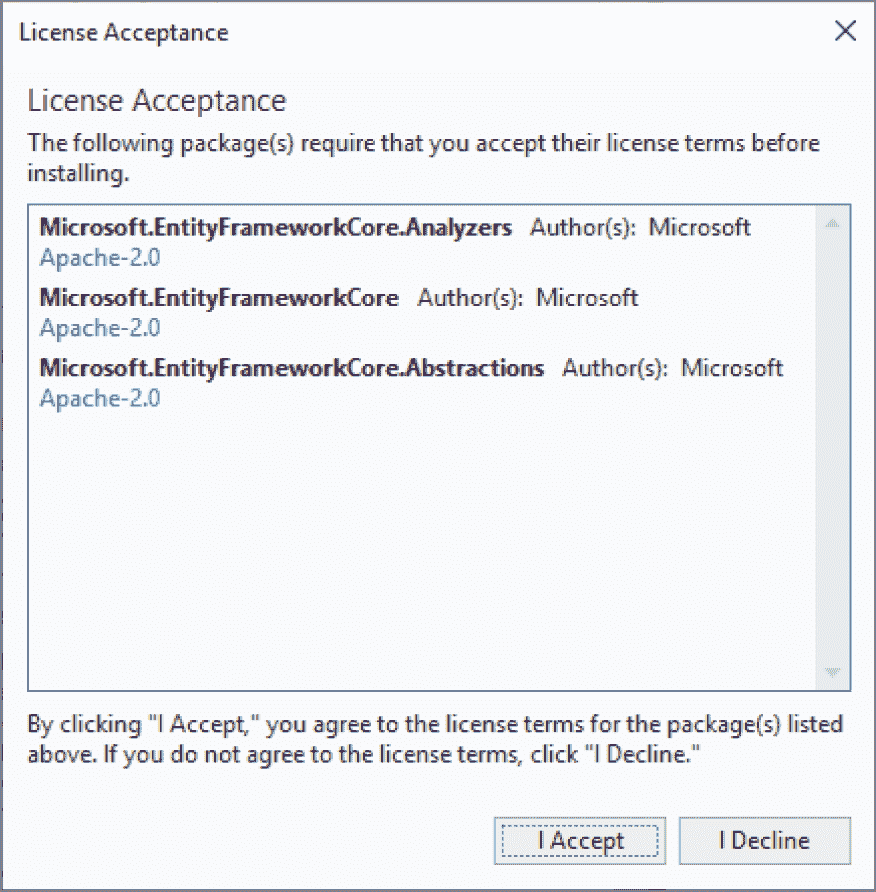 License Acceptance
License Acceptance
The following package(s) require that you accept their license terms before
installing.
Microsoft.EntityFrameworkCore.Analyzers Author(s): Microsoft
Apache-2.0
Microsoft.EntityFrameworkCore Author(s): Microsoft
Apache-2.0
Microsoft.EntityFrameworkCore.Abstractions Author(s): Microsoft
Apache-2.0
By clicking "I Accept," you agree to the license terms for the package(s) listed
above. If you do not agree to the license terms, click "I Decline."
I Accept I Decline